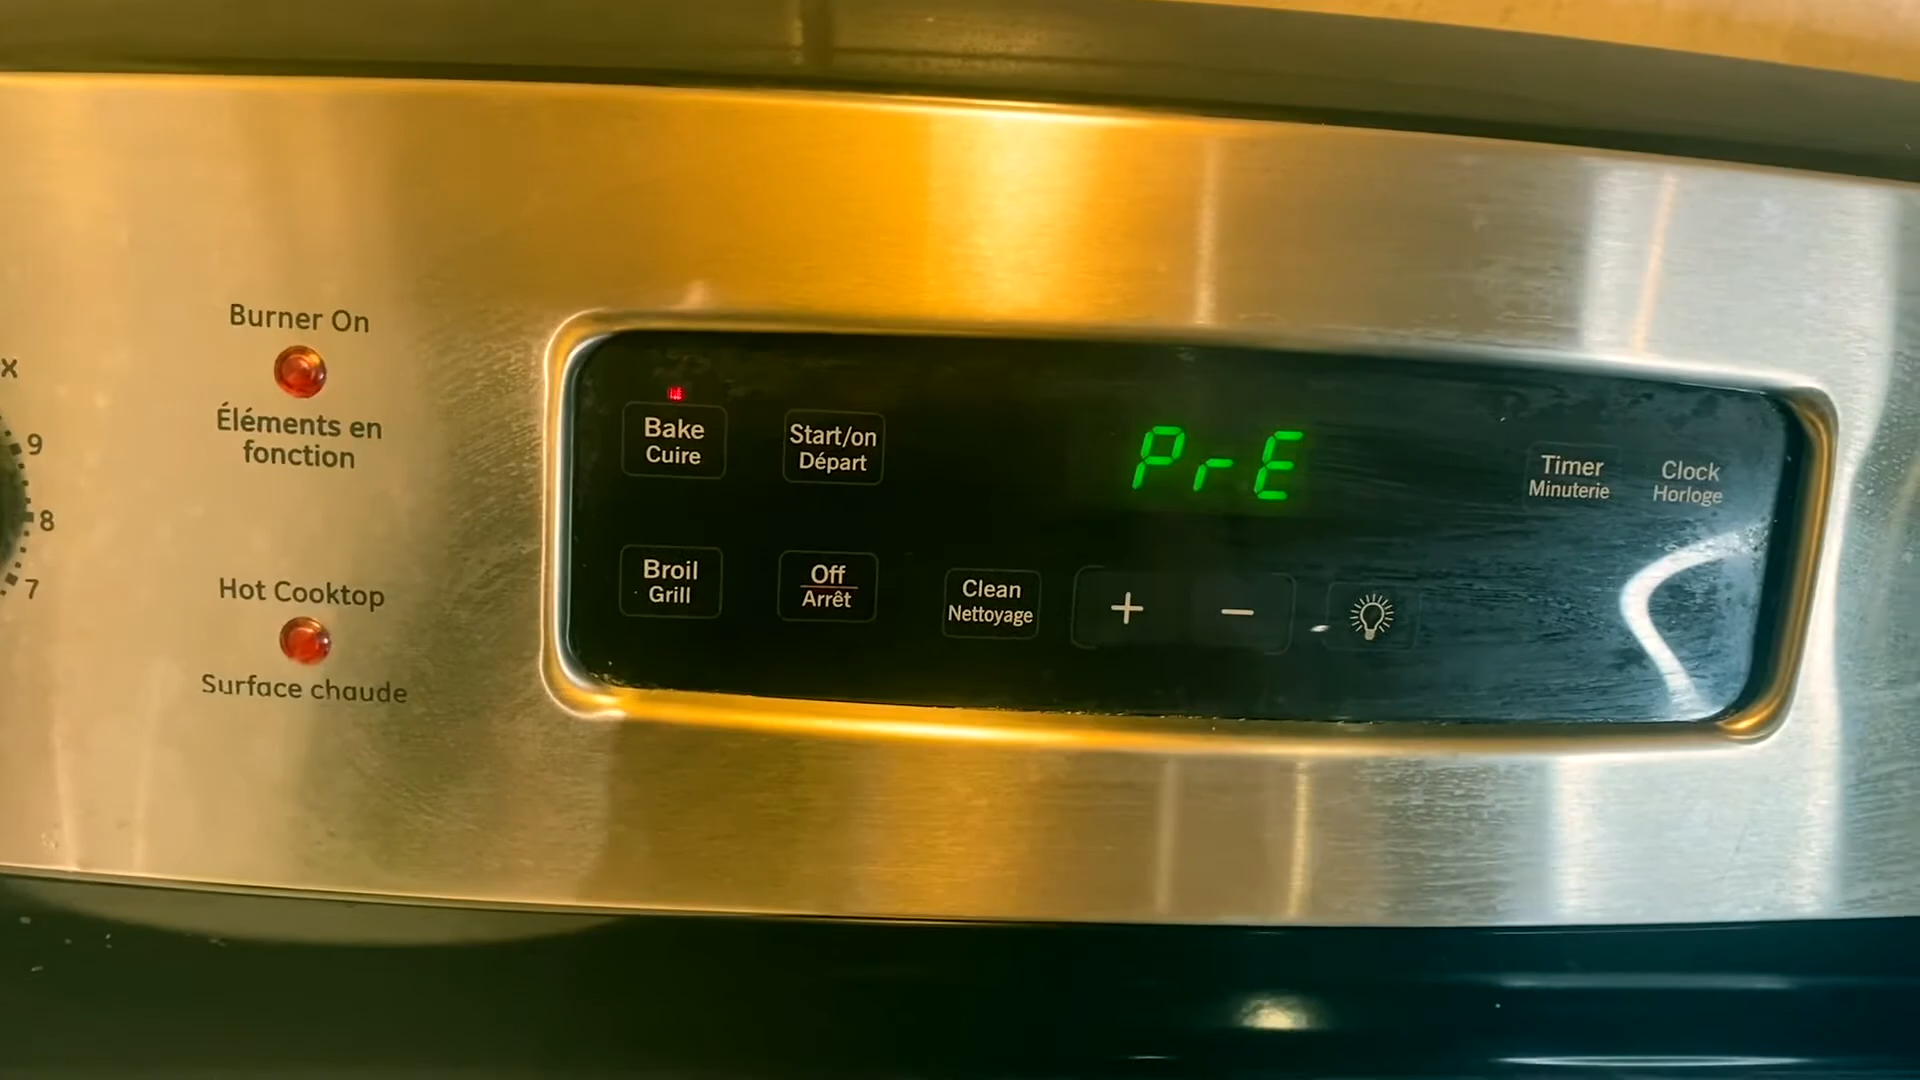 Burner On
Éléments en
fonction
Hot Cooktop
Surface chaude
x
9
8
7
Bake
Cuire
Start/on
Départ
PrE
Timer
Minuterie
Clock
Horloge
Broil
Grill
Off
Arrêt
Clean
Nettoyage
+
−